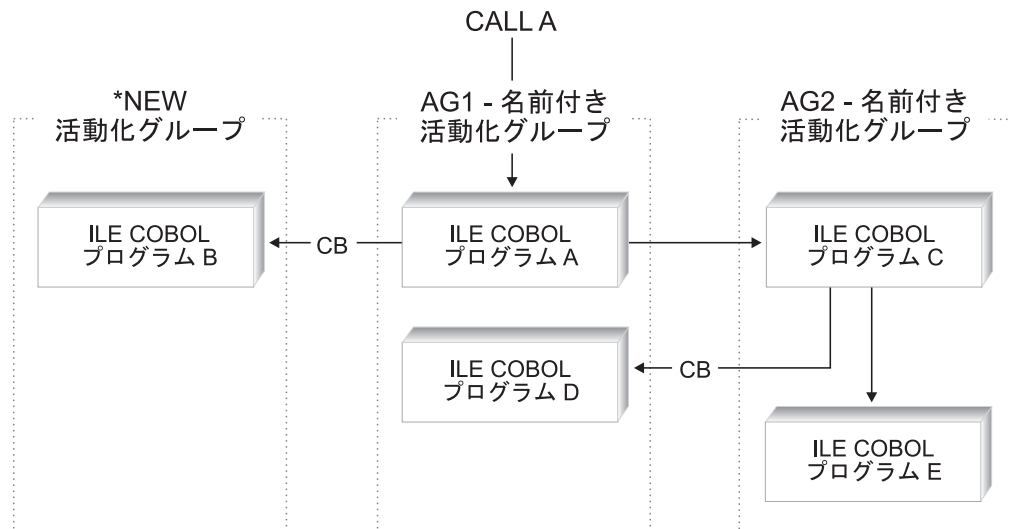 CALL A
*NEW
活動化グループ
AG1 - 名前付き
活動化グループ
AG2 - 名前付き
活動化グループ
ILE COBOL
プログラム B
CB
ILE COBOL
プログラム A
ILE COBOL
プログラム C
ILE COBOL
プログラム D
CB
ILE COBOL
プログラム E